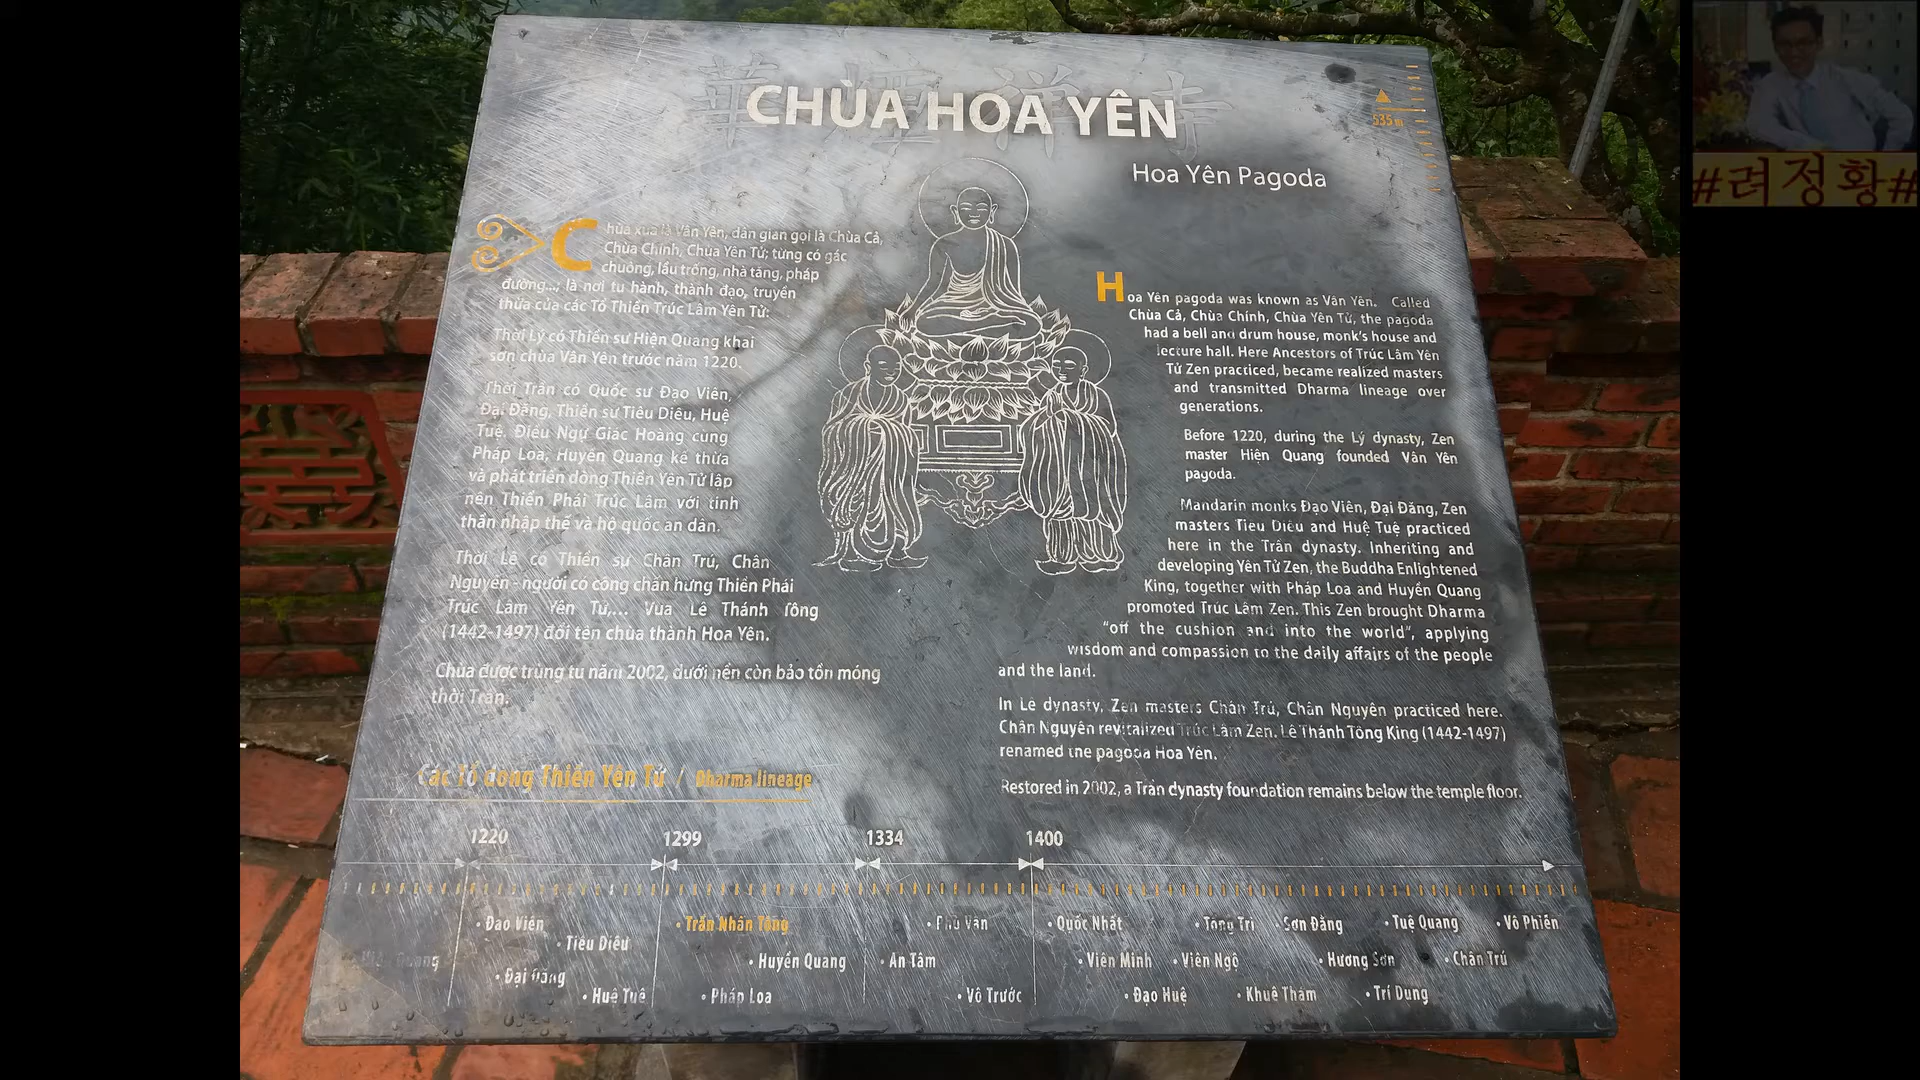 華煙禅寺
CHÙA HOA YÊN
Hoa Yên Pagoda
535 m
Chùa xưa là Vân Yên, dân gian gọi là Chùa Cả,
Chùa Chính, Chùa Yên Tử; từng có gác
chuông, lầu trống, nhà tăng, pháp
đường...; là nơi tu hành, thành đạo, truyền
thừa của các Tổ Thiền Trúc Lâm Yên Tử:
Thời Lý có Thiền sư Hiện Quang khai
sơn chùa Vân Yên trước năm 1220.
Thời Trần có Quốc sư Đạo Viên,
Đại Đăng, Thiền sư Tiêu Diêu, Huệ
Tuệ. Điều Ngự Giác Hoàng cùng
Pháp Loa, Huyền Quang kế thừa
và phát triển dòng Thiền Yên Tử lập
nên Thiền Phái Trúc Lâm với tinh
thần nhập thế và hộ quốc an dân.
Thời Lê có Thiền sư Chân Trú, Chân
Nguyên - người có công chấn hưng Thiền Phái
Trúc Lâm Yên Tử,... Vua Lê Thánh Tông
(1442-1497) đổi tên chùa thành Hoa Yên.
Chùa được trùng tu năm 2002, dưới nền còn bảo tồn móng
thời Trần.
Hoa Yên pagoda was known as Vân Yên. Called
Chùa Cả, Chùa Chính, Chùa Yên Tử, the pagoda
had a bell and drum house, monk's house and
lecture hall. Here Ancestors of Trúc Lâm Yên
Tử Zen practiced, became realized masters
and transmitted Dharma lineage over
generations.
Before 1220, during the Lý dynasty, Zen
master Hiện Quang founded Vân Yên
pagoda.
Mandarin monks Đạo Viên, Đại Đăng, Zen
masters Tiêu Diêu and Huệ Tuệ practiced
here in the Trần dynasty. Inheriting and
developing Yên Tử Zen, the Buddha Enlightened
King, together with Pháp Loa and Huyền Quang
promoted Trúc Lâm Zen. This Zen brought Dharma
"off the cushion and into the world", applying
wisdom and compassion to the daily affairs of the people
and the land.
In Lê dynasty, Zen masters Chân Trú, Chân Nguyên practiced here.
Chân Nguyên revitalized Trúc Lâm Zen. Lê Thánh Tông King (1442-1497)
renamed the pagoda Hoa Yên.
Restored in 2002, a Trần dynasty foundation remains below the temple floor.
Các Tổ dòng Thiền Yên Tử / Dharma lineage
1220 1299 1334 1400
• Đạo Viên • Trần Nhân Tông • Phù Vân • Quốc Nhất • Tông Trì • Sơn Đăng • Tuệ Quang • Vô Phiền
• Tiêu Diêu
Quang • Huyền Quang • An Tâm • Viên Minh • Viên Ngộ • Hương Sơn • Chân Trú
• Đại Đăng
• Huệ Tuệ • Pháp Loa • Vô Trước • Đạo Huệ • Khuê Thám • Trí Dung
#려정황#